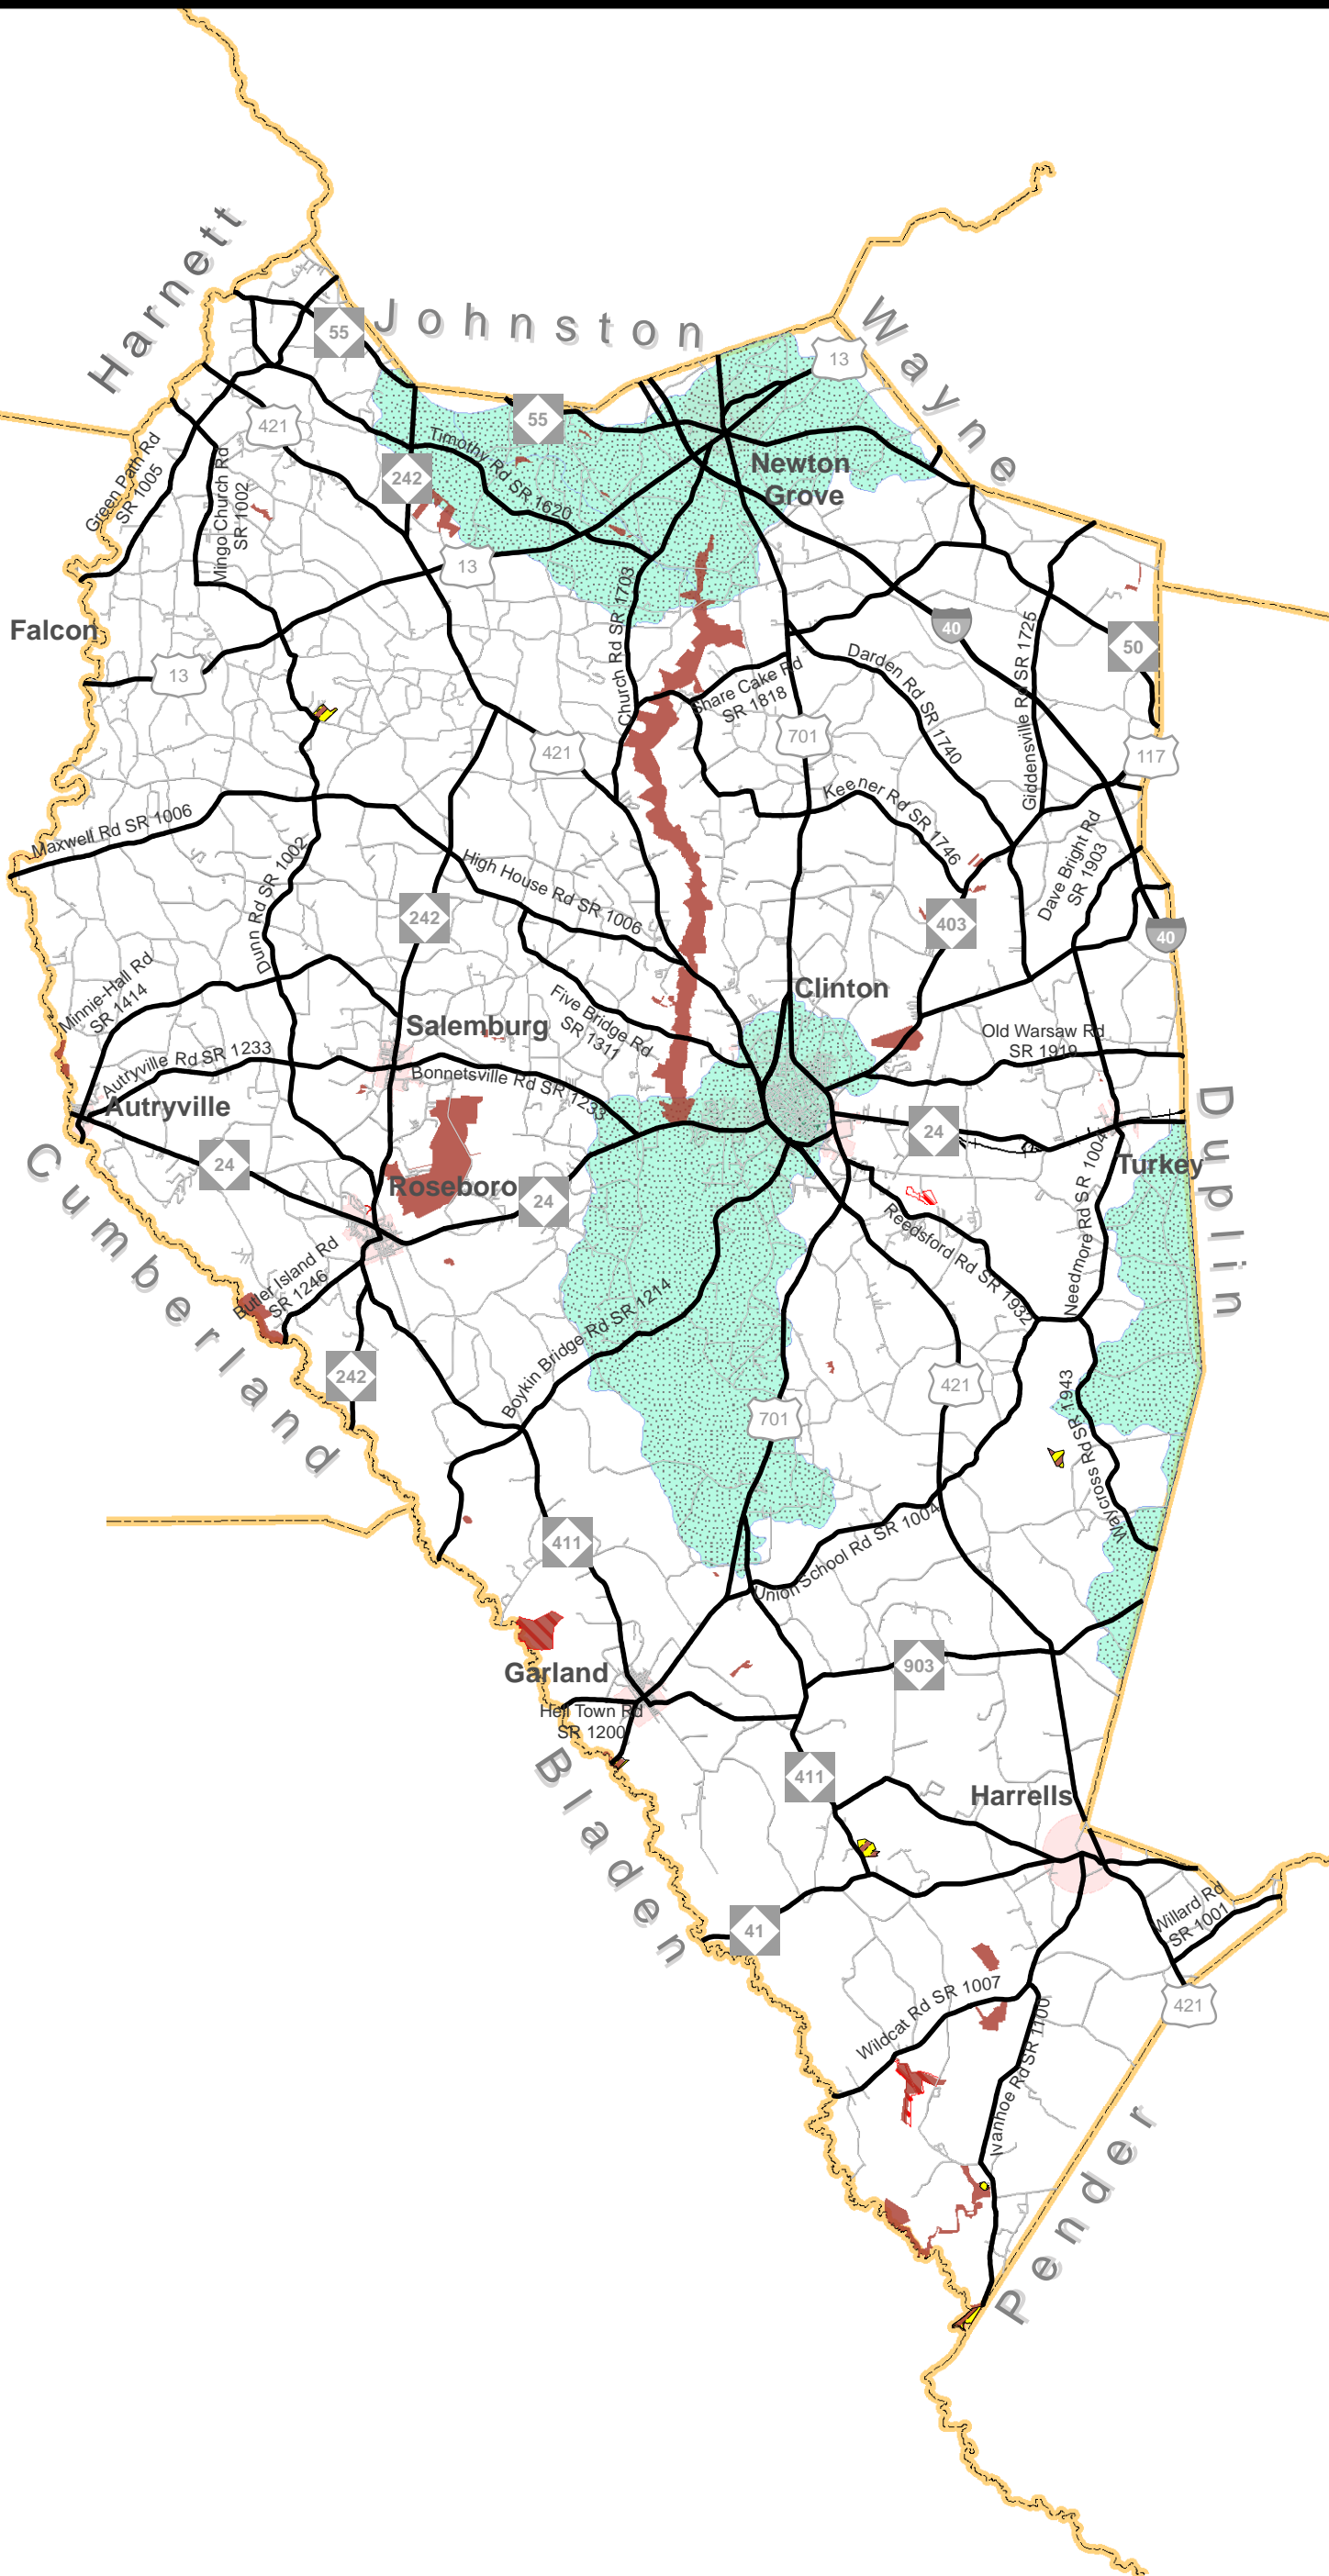 Harnett
Johnston
Wayne
55
13
55
421
Newton
Grove
Timothy Rd SR 1620
Green Path Rd
SR 1005
Mingo Church Rd
SR 1002
242
13
Church Rd SR 1703
Falcon
40
50
13
Share Cake Rd
SR 1818
Darden Rd SR 1740
Giddensville Rd SR 1725
701
421
117
Keener Rd SR 1746
Maxwell Rd SR 1006
High House Rd SR 1006
Dave Bright Rd
SR 1903
Dunn Rd SR 1002
242
403
40
Minnie-Hall Rd
SR 1414
Clinton
Five Bridge Rd
SR 1311
Salemburg
Old Warsaw Rd
SR 1919
Autryville Rd SR 1233
Bonnetsville Rd SR 1233
Autryville
24
24
Turkey
Duplin
Roseboro
24
Cumberland
Needmore Rd SR 1004
Reedsford Rd SR 1932
Butler Island Rd
SR 1246
Boykin Bridge Rd SR 1214
242
421
701
Waycross Rd SR 1943
411
Union School Rd SR 1004
903
Garland
Hell Town Rd
SR 1200
Bladen
411
Harrells
41
Willard Rd
SR 1001
Wildcat Rd SR 1007
421
Ivanhoe Rd SR 1100
Pender